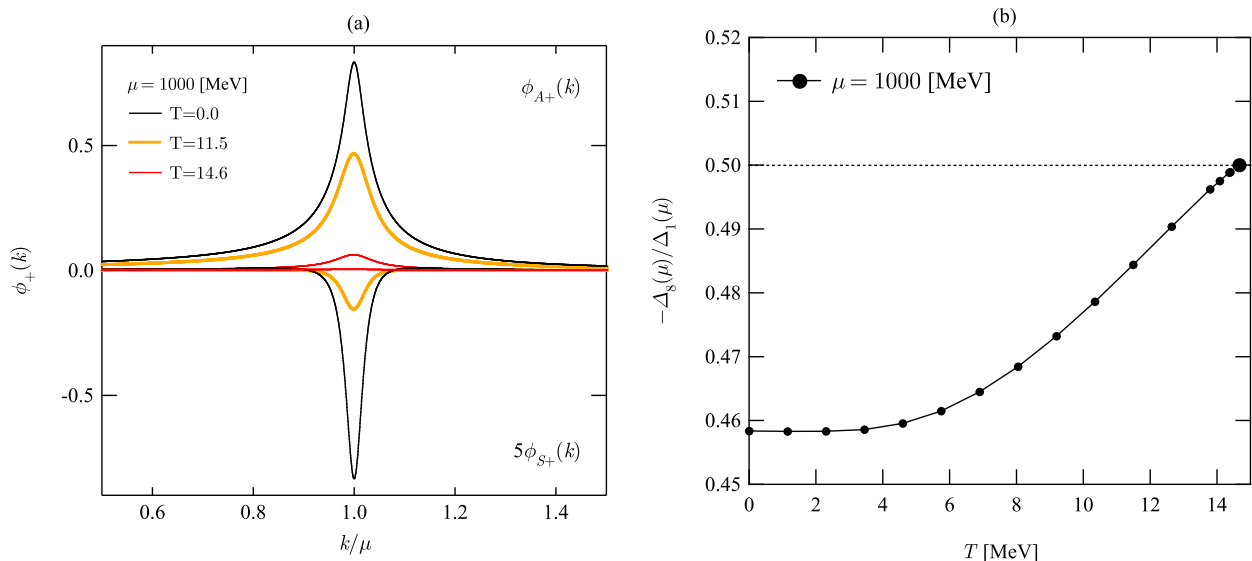 (a)
μ = 1000 [MeV]
T=0.0
T=11.5
T=14.6
ϕ_{A+}(k)
5ϕ_{S+}(k)
ϕ_+(k)
0.5
0.0
-0.5
0.6 0.8 1.0 1.2 1.4
k/μ
(b)
μ = 1000 [MeV]
−Δ_8(μ)/Δ_1(μ)
0.52
0.51
0.50
0.49
0.48
0.47
0.46
0.45
0 2 4 6 8 10 12 14
T [MeV]